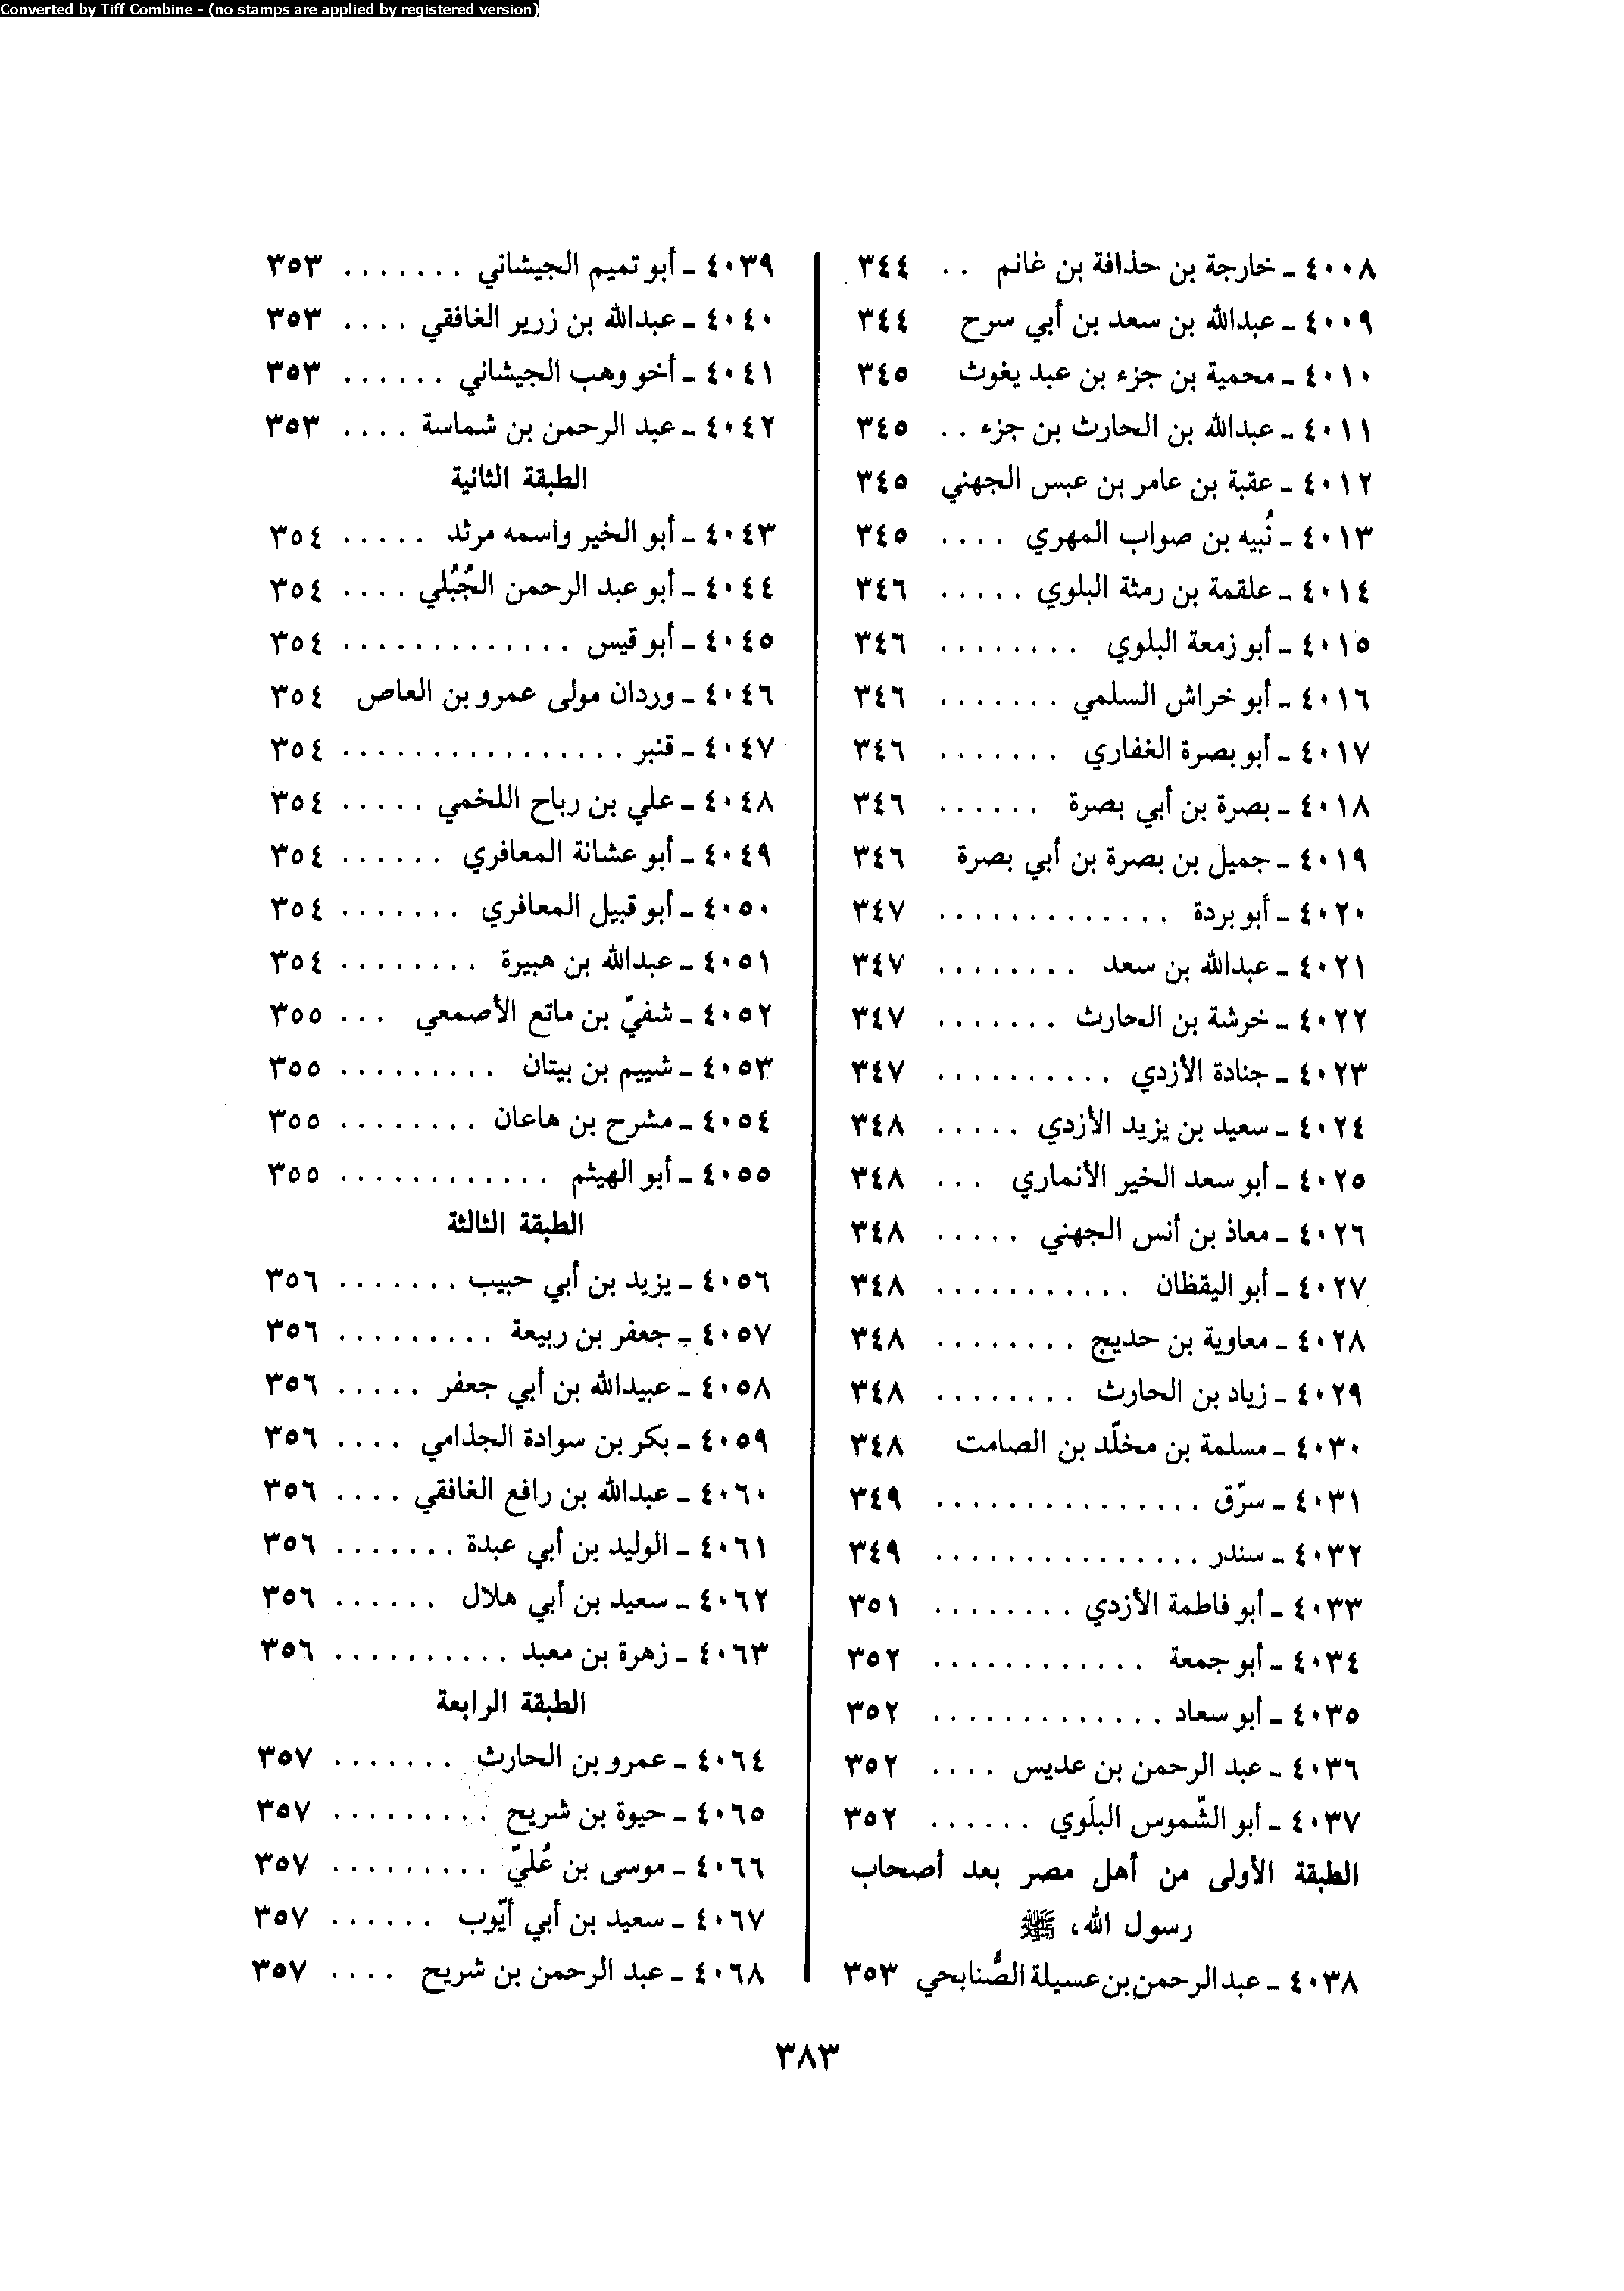 Converted by Tiff Combine - (no stamps are applied by registered version)
٤٠٠٨ ـ خارجة بن حذافة بن غانم . . ٣٤٤
٤٠٠٩ ـ عبدالله بن سعد بن أبي سرح ٣٤٤
٤٠١٠ ـ محمية بن جزء بن عبد يغوث ٣٤٥
٤٠١١ ـ عبدالله بن الحارث بن جزء . . ٣٤٥
٤٠١٢ ـ عقبة بن عامر بن عبس الجهني ٣٤٥
٤٠١٣ ـ نُبيه بن صواب المهري . . . . ٣٤٥
٤٠١٤ ـ علقمة بن رمثة البلوي . . . . . ٣٤٦
٤٠١٥ ـ أبو زمعة البلوي . . . . . . . . ٣٤٦
٤٠١٦ ـ أبو خراش السلمي . . . . . . . ٣٤٦
٤٠١٧ ـ أبو بصرة الغفاري . . . . . . . ٣٤٦
٤٠١٨ ـ بصرة بن أبي بصرة . . . . . . ٣٤٦
٤٠١٩ ـ جميل بن بصرة بن أبي بصرة ٣٤٦
٤٠٢٠ ـ أبو بردة . . . . . . . . . . . . . ٣٤٧
٤٠٢١ ـ عبدالله بن سعد . . . . . . . . ٣٤٧
٤٠٢٢ ـ خرشة بن الحارث . . . . . . . ٣٤٧
٤٠٢٣ ـ جنادة الأزدي . . . . . . . . . . ٣٤٧
٤٠٢٤ ـ سعيد بن يزيد الأزدي . . . . . ٣٤٨
٤٠٢٥ ـ أبو سعد الخير الأنماري . . . ٣٤٨
٤٠٢٦ ـ معاذ بن أنس الجهني . . . . . ٣٤٨
٤٠٢٧ ـ أبو اليقظان . . . . . . . . . . . ٣٤٨
٤٠٢٨ ـ معاوية بن حديج . . . . . . . . ٣٤٨
٤٠٢٩ ـ زياد بن الحارث . . . . . . . . ٣٤٨
٤٠٣٠ ـ مسلمة بن مخلّد بن الصامت ٣٤٨
٤٠٣١ ـ سرّق . . . . . . . . . . . . . . . ٣٤٩
٤٠٣٢ ـ سندر . . . . . . . . . . . . . . . ٣٤٩
٤٠٣٣ ـ أبو فاطمة الأزدي . . . . . . . . ٣٥١
٤٠٣٤ ـ أبو جمعة . . . . . . . . . . . . ٣٥٢
٤٠٣٥ ـ أبو سعاد . . . . . . . . . . . . . ٣٥٢
٤٠٣٦ ـ عبد الرحمن بن عديس . . . . ٣٥٢
٤٠٣٧ ـ أبو الشّموس البلَوي . . . . . . ٣٥٢
الطبقة الأولى من أهل مصر بعد أصحاب
رسول الله، ﷺ
٤٠٣٨ ـ عبد الرحمن بن عسيلة الصُّنابحي ٣٥٣
٤٠٣٩ ـ أبو تميم الجيشاني . . . . . . . ٣٥٣
٤٠٤٠ ـ عبدالله بن زرير الغافقي . . . . ٣٥٣
٤٠٤١ ـ أخو وهب الجيشاني . . . . . . ٣٥٣
٤٠٤٢ ـ عبد الرحمن بن شماسة . . . . ٣٥٣
الطبقة الثانية
٤٠٤٣ ـ أبو الخير واسمه مرثد . . . . . ٣٥٤
٤٠٤٤ ـ أبو عبد الرحمن الجُبُلي . . . . ٣٥٤
٤٠٤٥ ـ أبو قيس . . . . . . . . . . . . . ٣٥٤
٤٠٤٦ ـ وردان مولى عمرو بن العاص ٣٥٤
٤٠٤٧ ـ قنبر . . . . . . . . . . . . . . . . ٣٥٤
٤٠٤٨ ـ علي بن رباح اللخمي . . . . . ٣٥٤
٤٠٤٩ ـ أبو عشانة المعافري . . . . . . ٣٥٤
٤٠٥٠ ـ أبو قبيل المعافري . . . . . . . ٣٥٤
٤٠٥١ ـ عبدالله بن هبيرة . . . . . . . . ٣٥٤
٤٠٥٢ ـ شفيّ بن ماتع الأصمعي . . . ٣٥٥
٤٠٥٣ ـ شييم بن بيتان . . . . . . . . . ٣٥٥
٤٠٥٤ ـ مشرح بن هاعان . . . . . . . . ٣٥٥
٤٠٥٥ ـ أبو الهيثم . . . . . . . . . . . . ٣٥٥
الطبقة الثالثة
٤٠٥٦ ـ يزيد بن أبي حبيب . . . . . . . ٣٥٦
٤٠٥٧ ـ جعفر بن ربيعة . . . . . . . . . ٣٥٦
٤٠٥٨ ـ عبيدالله بن أبي جعفر . . . . . ٣٥٦
٤٠٥٩ ـ بكر بن سوادة الجذامي . . . . ٣٥٦
٤٠٦٠ ـ عبدالله بن رافع الغافقي . . . . ٣٥٦
٤٠٦١ ـ الوليد بن أبي عبدة . . . . . . . ٣٥٦
٤٠٦٢ ـ سعيد بن أبي هلال . . . . . . ٣٥٦
٤٠٦٣ ـ زهرة بن معبد . . . . . . . . . . ٣٥٦
الطبقة الرابعة
٤٠٦٤ ـ عمرو بن الحارث . . . . . . . ٣٥٧
٤٠٦٥ ـ حيوة بن شريح . . . . . . . . . ٣٥٧
٤٠٦٦ ـ موسى بن عُليّ . . . . . . . . . ٣٥٧
٤٠٦٧ ـ سعيد بن أبي أيّوب . . . . . . ٣٥٧
٤٠٦٨ ـ عبد الرحمن بن شريح . . . . ٣٥٧
٣٨٣